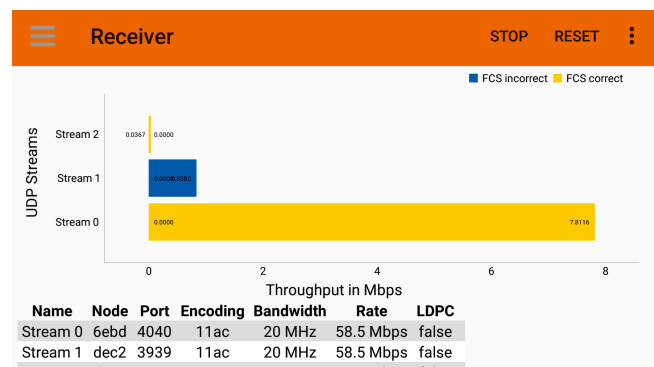 Receiver STOP RESET
FCS incorrect FCS correct
UDP Streams
Stream 2 0.0367 0.0000
Stream 1 0.0000 0.8380
Stream 0 0.0000 7.8116
0 2 4 6 8
Throughput in Mbps
Name Node Port Encoding Bandwidth Rate LDPC
Stream 0 6ebd 4040 11ac 20 MHz 58.5 Mbps false
Stream 1 dec2 3939 11ac 20 MHz 58.5 Mbps false